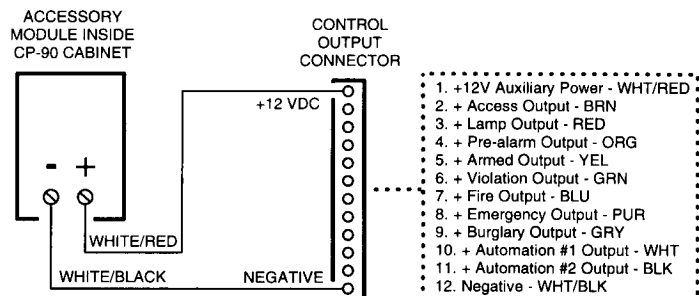 ACCESSORY
MODULE INSIDE
CP-90 CABINET
CONTROL
OUTPUT
CONNECTOR
+12 VDC
- +
WHITE/RED
WHITE/BLACK
NEGATIVE
1. +12V Auxiliary Power - WHT/RED
2. + Access Output - BRN
3. + Lamp Output - RED
4. + Pre-alarm Output - ORG
5. + Armed Output - YEL
6. + Violation Output - GRN
7. + Fire Output - BLU
8. + Emergency Output - PUR
9. + Burglary Output - GRY
10. + Automation #1 Output - WHT
11. + Automation #2 Output - BLK
12. Negative - WHT/BLK